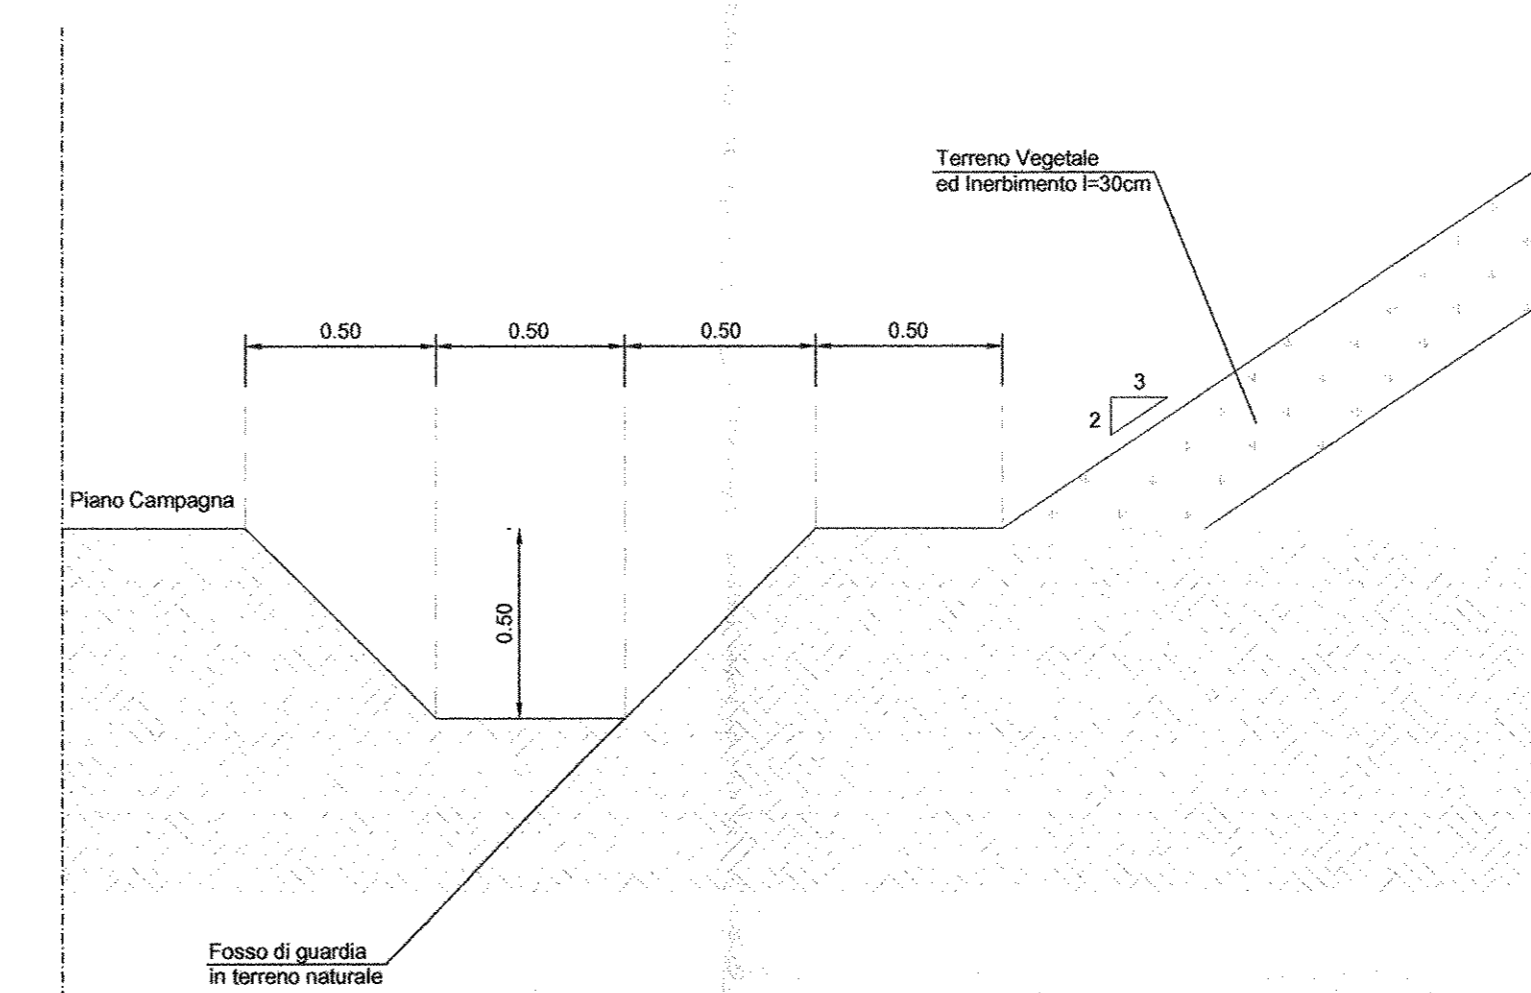 Terreno Vegetale
ed Inerbimento l=30cm
0.50 0.50 0.50 0.50
3
2
Piano Campagna
0.50
Fosso di guardia
in terreno naturale